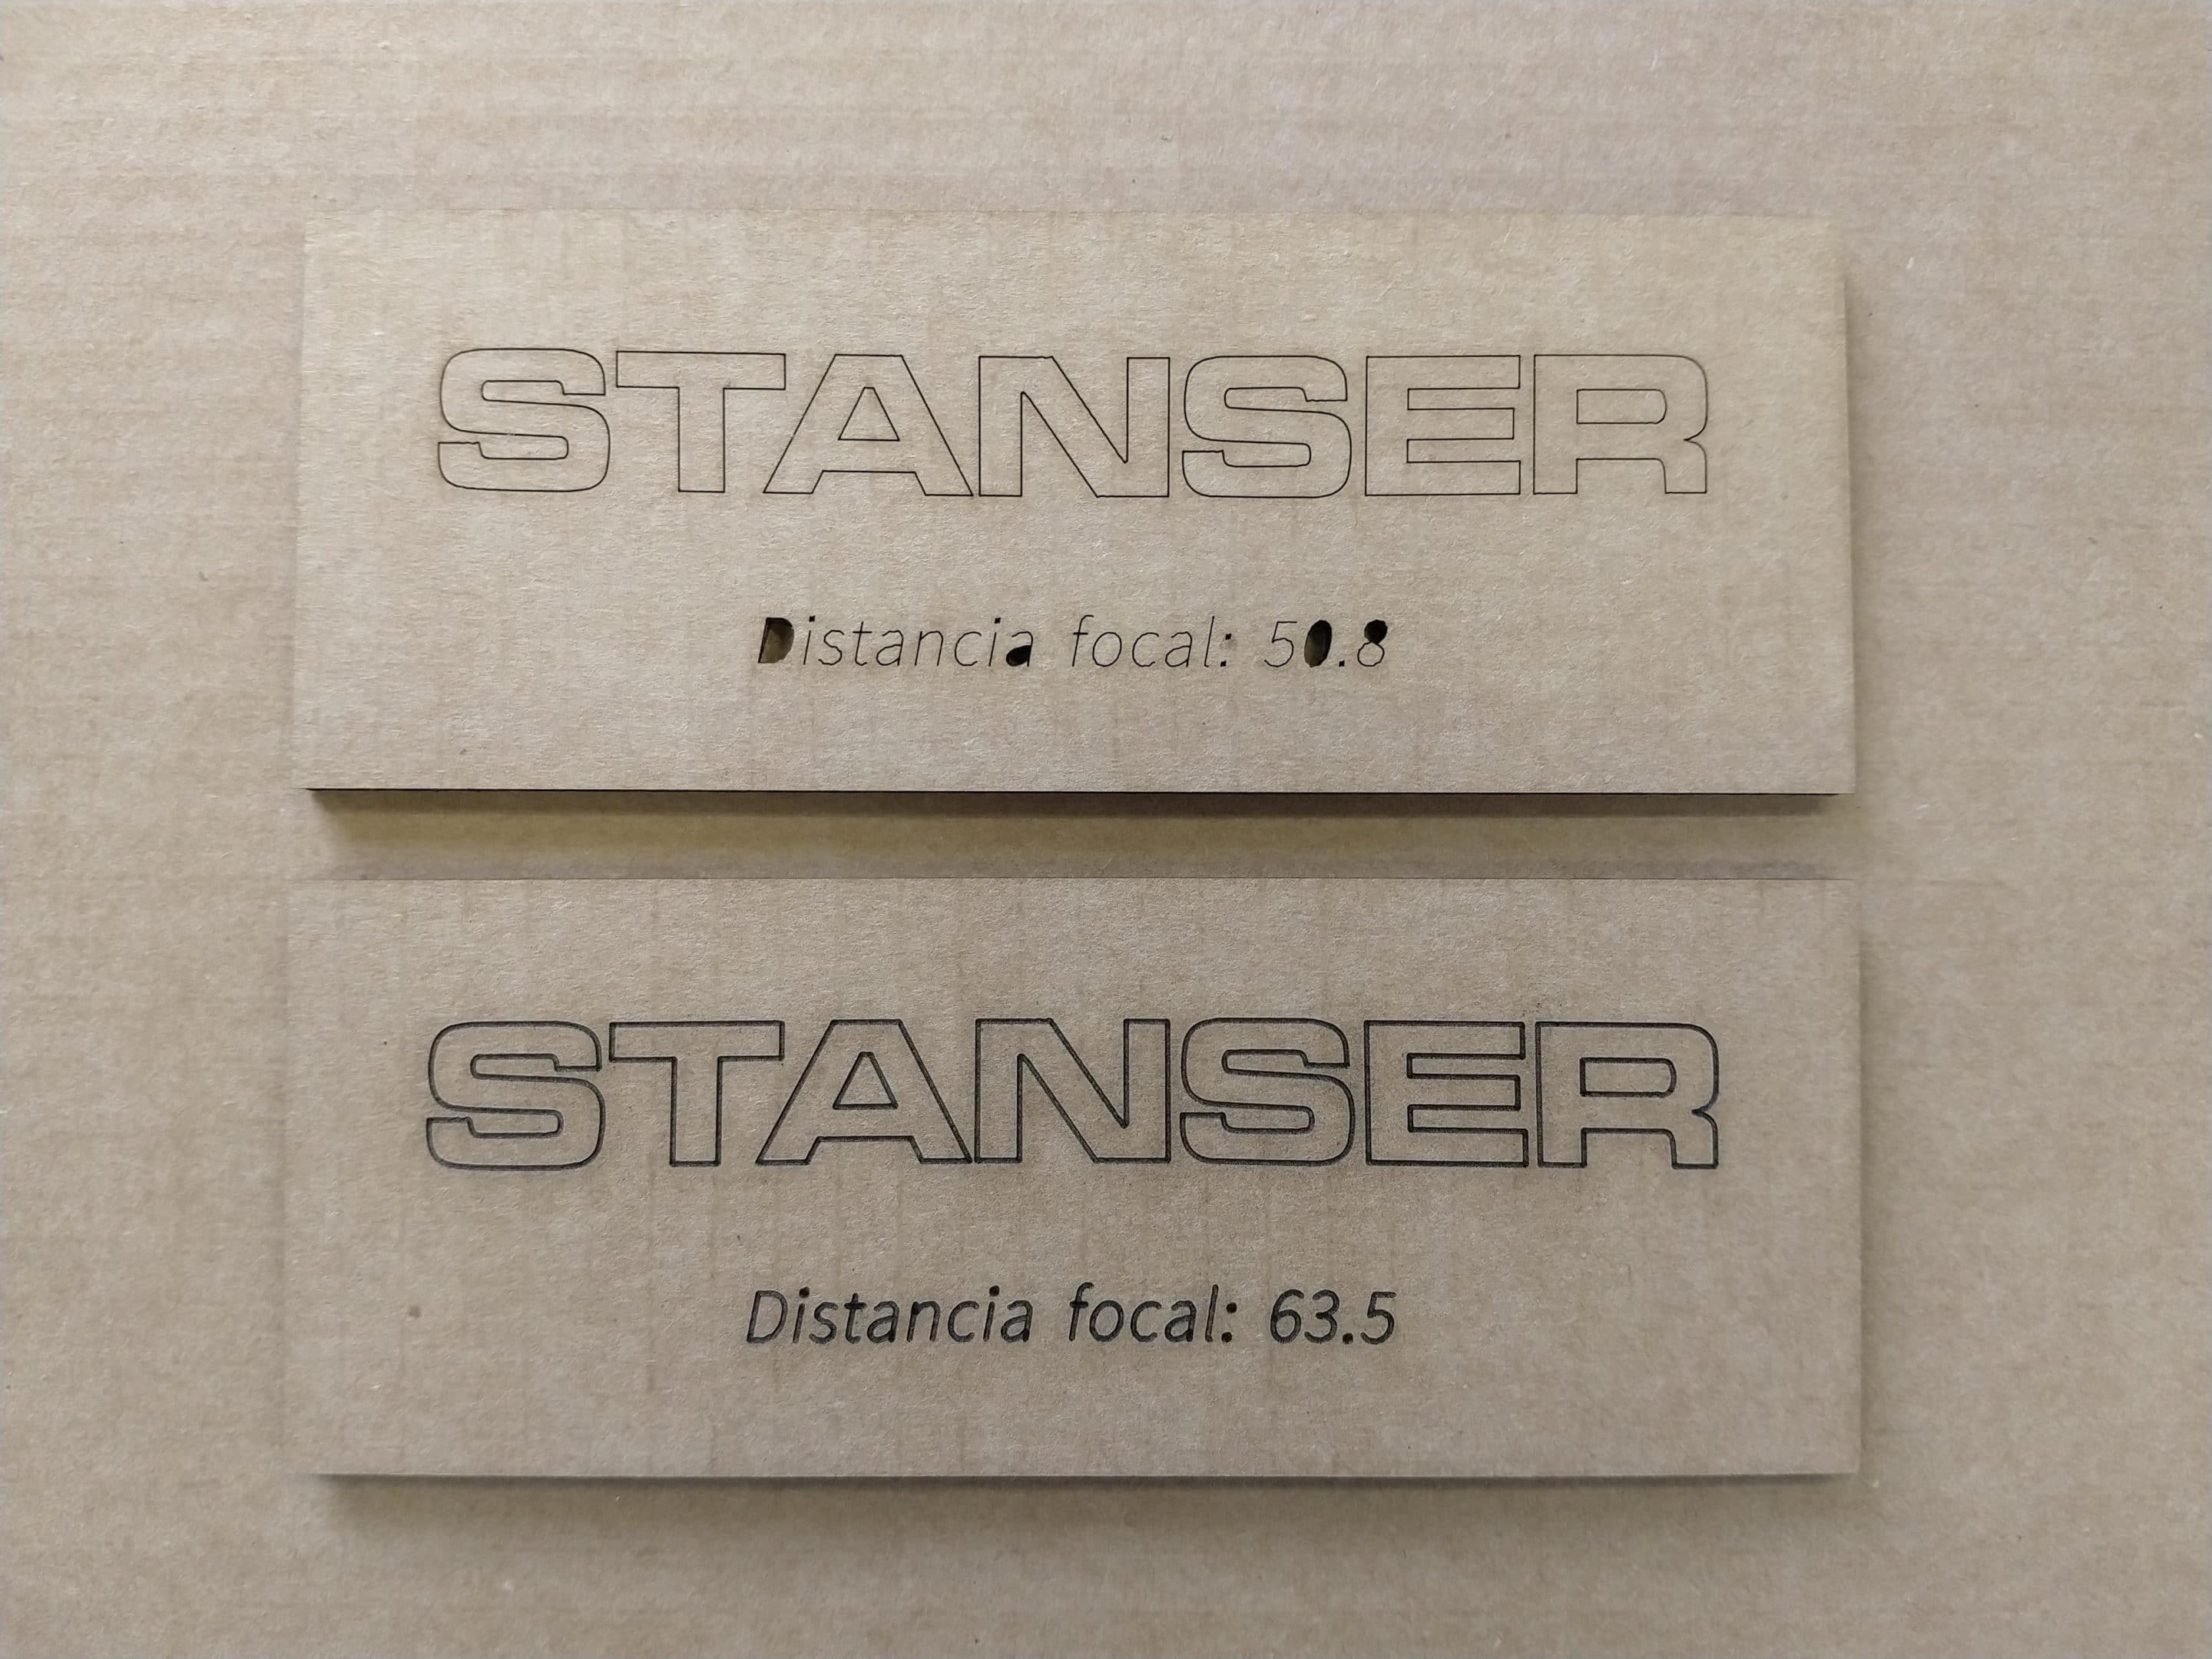 STANSER
Distancia focal: 50.8
STANSER
Distancia focal: 63.5